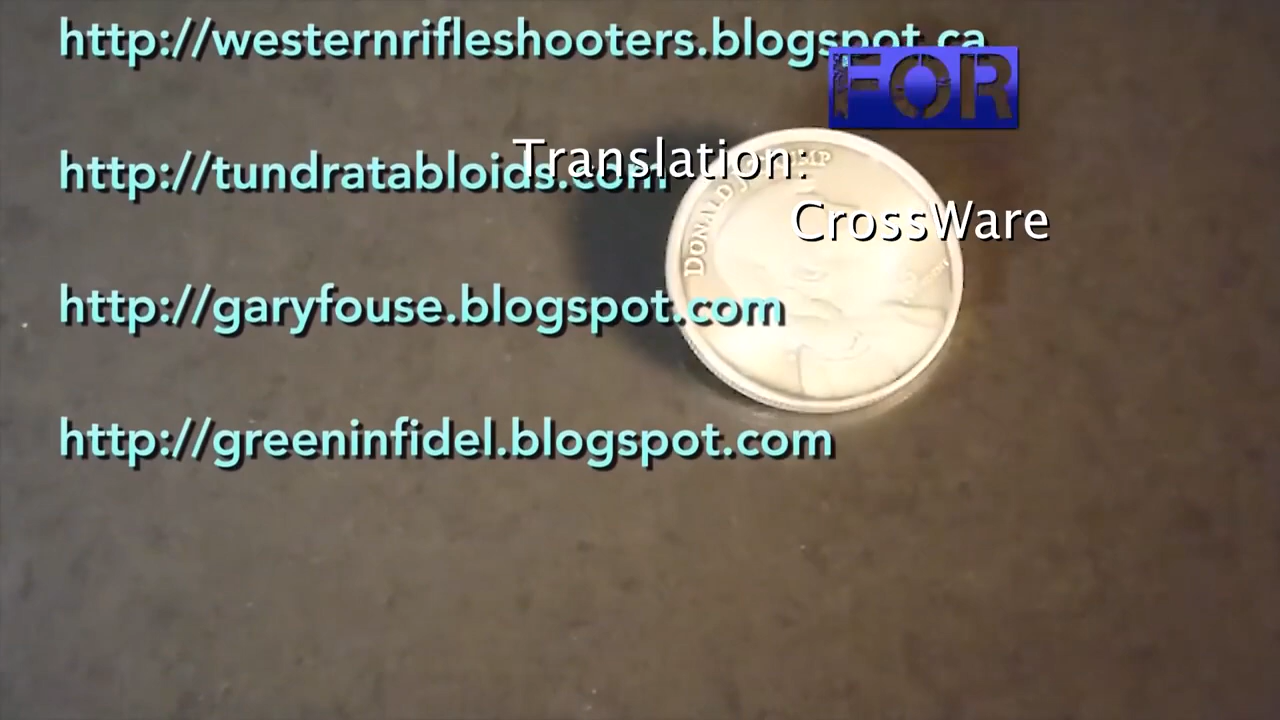 http://westernrifleshooters.blogspot.ca
FOR
http://tundratabloids.com
Translation:
CrossWare
DONALD J
http://garyfouse.blogspot.com
http://greeninfidel.blogspot.com